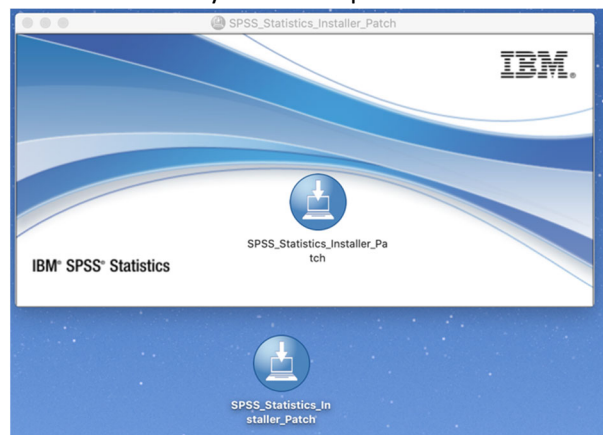 SPSS_Statistics_Installer_Patch
IBM®
SPSS_Statistics_Installer_Pa
tch
IBM® SPSS® Statistics
SPSS_Statistics_In
staller_Patch